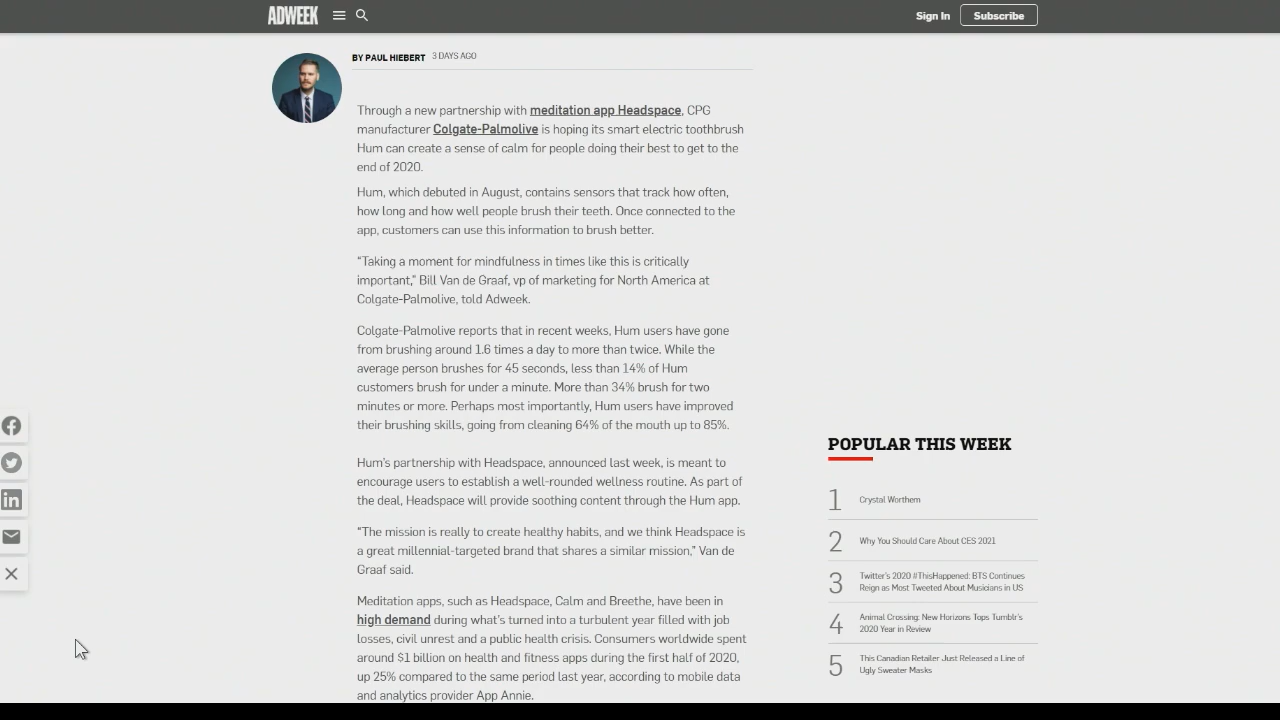 ADWEEK
Sign In
Subscribe
BY PAUL HIEBERT 3 DAYS AGO
Through a new partnership with meditation app Headspace, CPG
manufacturer Colgate-Palmolive is hoping its smart electric toothbrush
Hum can create a sense of calm for people doing their best to get to the
end of 2020.
Hum, which debuted in August, contains sensors that track how often,
how long and how well people brush their teeth. Once connected to the
app, customers can use this information to brush better.
“Taking a moment for mindfulness in times like this is critically
important,” Bill Van de Graaf, vp of marketing for North America at
Colgate-Palmolive, told Adweek.
Colgate-Palmolive reports that in recent weeks, Hum users have gone
from brushing around 1.6 times a day to more than twice. While the
average person brushes for 45 seconds, less than 14% of Hum
customers brush for under a minute. More than 34% brush for two
minutes or more. Perhaps most importantly, Hum users have improved
their brushing skills, going from cleaning 64% of the mouth up to 85%.
Hum’s partnership with Headspace, announced last week, is meant to
encourage users to establish a well-rounded wellness routine. As part of
the deal, Headspace will provide soothing content through the Hum app.
“The mission is really to create healthy habits, and we think Headspace is
a great millennial-targeted brand that shares a similar mission,” Van de
Graaf said.
Meditation apps, such as Headspace, Calm and Breethe, have been in
high demand during what’s turned into a turbulent year filled with job
losses, civil unrest and a public health crisis. Consumers worldwide spent
around $1 billion on health and fitness apps during the first half of 2020,
up 25% compared to the same period last year, according to mobile data
and analytics provider App Annie.
POPULAR THIS WEEK
1 Crystal Worthem
2 Why You Should Care About CES 2021
3 Twitter’s 2020 #ThisHappened: BTS Continues
Reign as Most Tweeted About Musicians in US
4 Animal Crossing: New Horizons Tops Tumblr’s
2020 Year in Review
5 This Canadian Retailer Just Released a Line of
Ugly Sweater Masks